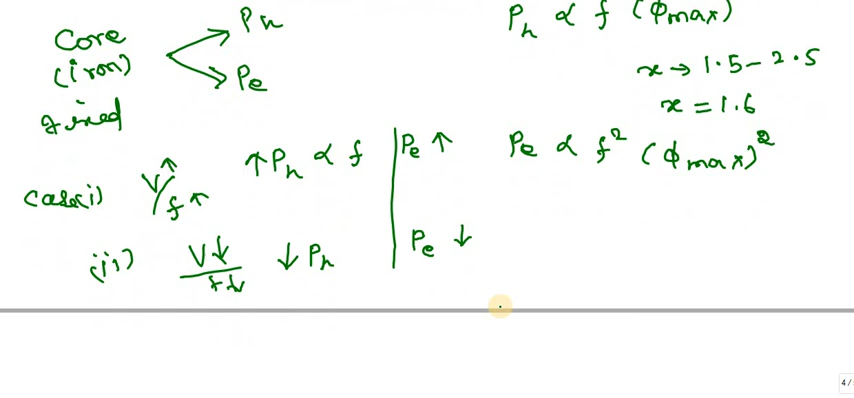 Core
(iron)
fixed
Ph
Pe
Ph ∝ f (ϕmax)
x → 1.5 – 2.5
x = 1.6
Pe ∝ f² (ϕmax)²
case(i) V↑/f↑ ↑Ph ∝ f | Pe ↑
(ii) V↓/f↓ ↓Ph | Pe ↓
4 /